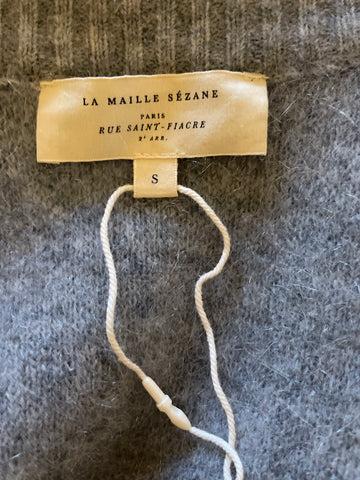 LA MAILLE SÉZANE
PARIS
RUE SAINT-FIACRE
2ᵉ ARR.
S